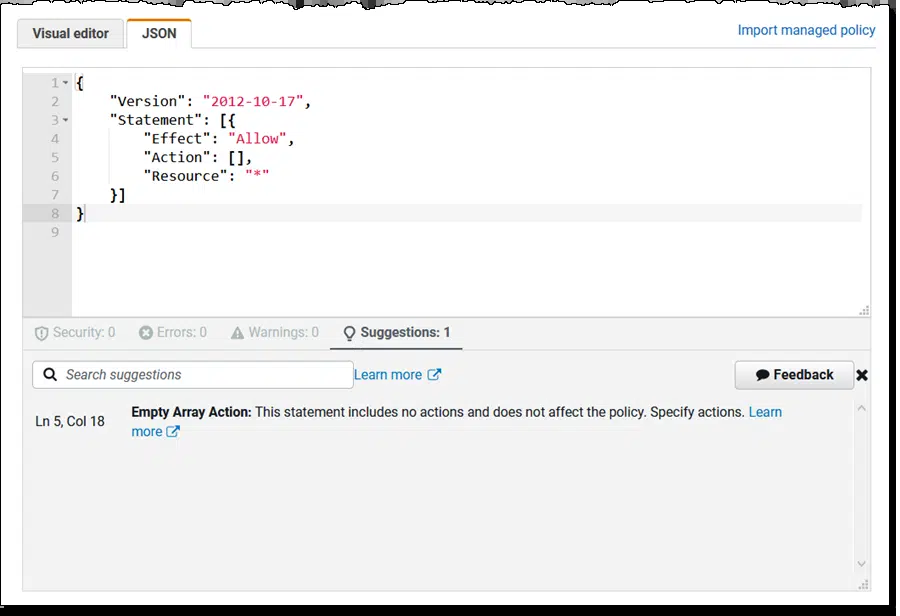 Visual editor
JSON
Import managed policy
1 {
2 "Version": "2012-10-17",
3 "Statement": [{
4 "Effect": "Allow",
5 "Action": [],
6 "Resource": "*"
7 }]
8 }
9
Security: 0
Errors: 0
Warnings: 0
Suggestions: 1
Search suggestions
Learn more
Feedback
Ln 5, Col 18
Empty Array Action: This statement includes no actions and does not affect the policy. Specify actions. Learn
more